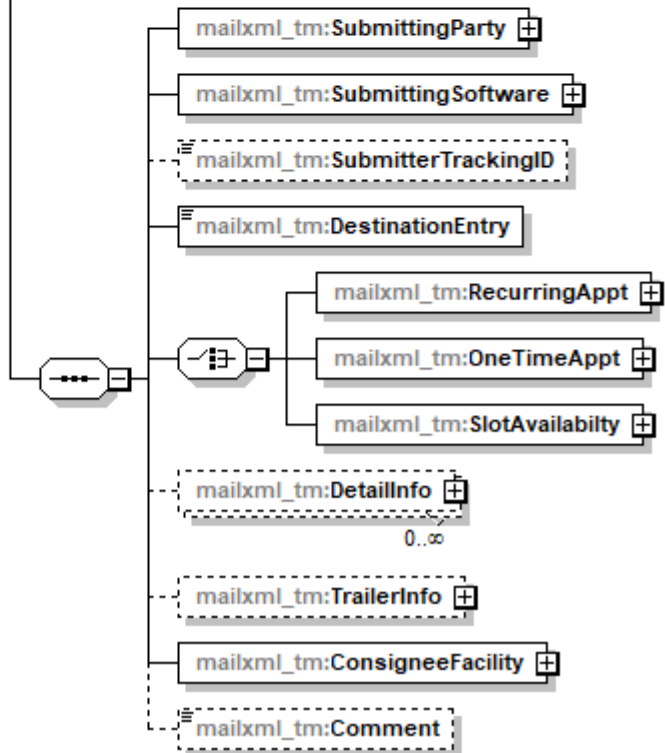 mailxml_tm:SubmittingParty
mailxml_tm:SubmittingSoftware
mailxml_tm:SubmitterTrackingID
mailxml_tm:DestinationEntry
mailxml_tm:RecurringAppt
mailxml_tm:OneTimeAppt
mailxml_tm:SlotAvailabilty
mailxml_tm:DetailInfo
0..∞
mailxml_tm:TrailerInfo
mailxml_tm:ConsigneeFacility
mailxml_tm:Comment